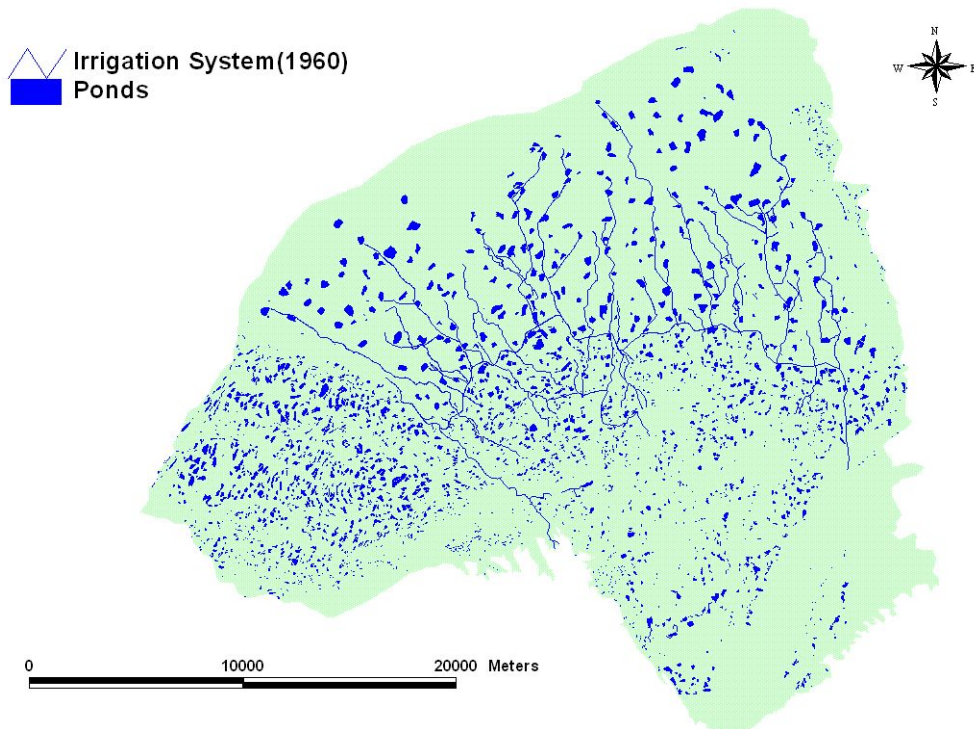 Irrigation System(1960)
Ponds
N
W E
S
0 10000 20000 Meters